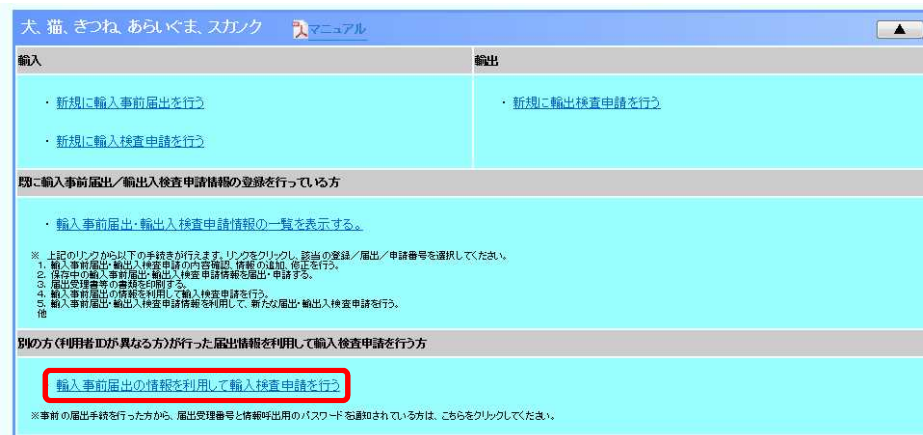 犬、猫、きつね、あらいぐま、スカンク マニュアル ▲
輸入 輸出
・ 新規に輸入事前届出を行う ・ 新規に輸出検査申請を行う
・ 新規に輸入検査申請を行う
既に輸入事前届出／輸出入検査申請情報の登録を行っている方
・ 輸入事前届出・輸出入検査申請情報の一覧を表示する。
※ 上記のリンクから以下の手続きが行えます。リンクをクリックし、該当の登録／届出／申請番号を選択してください。
1. 輸入事前届出・輸出入検査申請の内容確認、情報の追加、修正を行う。
2. 保存中の輸入事前届出・輸出入検査申請情報を届出・申請する。
3. 届出受理書等の書類を印刷する。
4. 輸入事前届出の情報を利用して輸入検査申請を行う。
5. 輸入事前届出・輸出入検査申請情報を利用して、新たな届出・輸出入検査申請を行う。
他
別の方（利用者IDが異なる方）が行った届出情報を利用して輸入検査申請を行う方
・ 輸入事前届出の情報を利用して輸入検査申請を行う
※事前の届出手続を行った方から、届出受理番号と情報呼出用のパスワードを通知されている方は、こちらをクリックしてください。